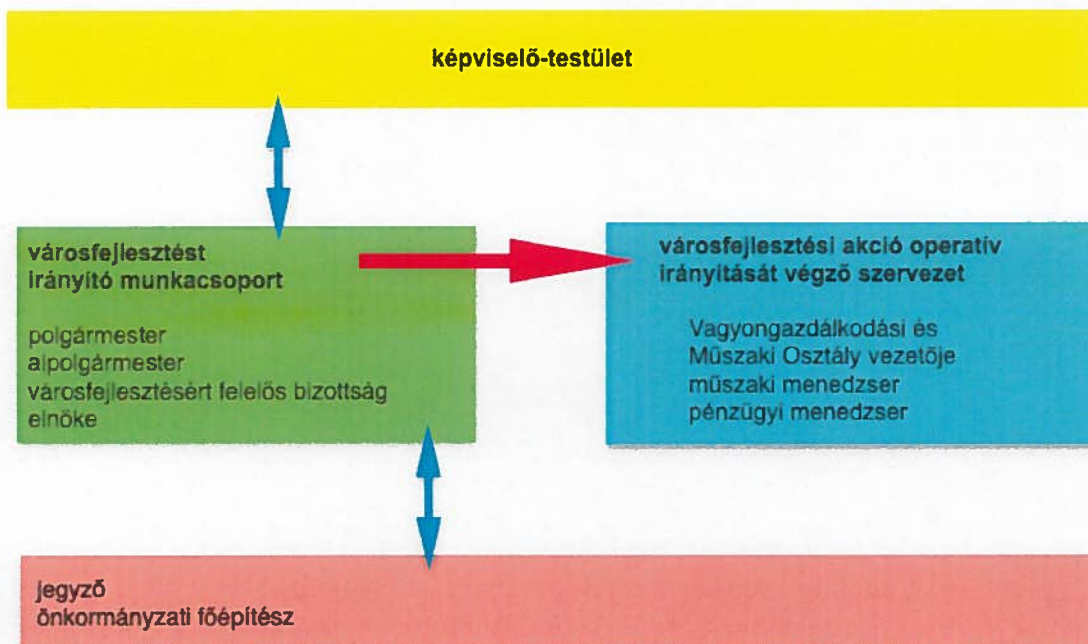 képviselő-testület
városfejlesztést
irányító munkacsoport
polgármester
alpolgármester
városfejlesztésért felelős bizottság
elnöke
városfejlesztési akció operatív
irányítását végző szervezet
Vagyongazdálkodási és
Műszaki Osztály vezetője
műszaki menedzser
pénzügyi menedzser
jegyző
önkormányzati főépítész